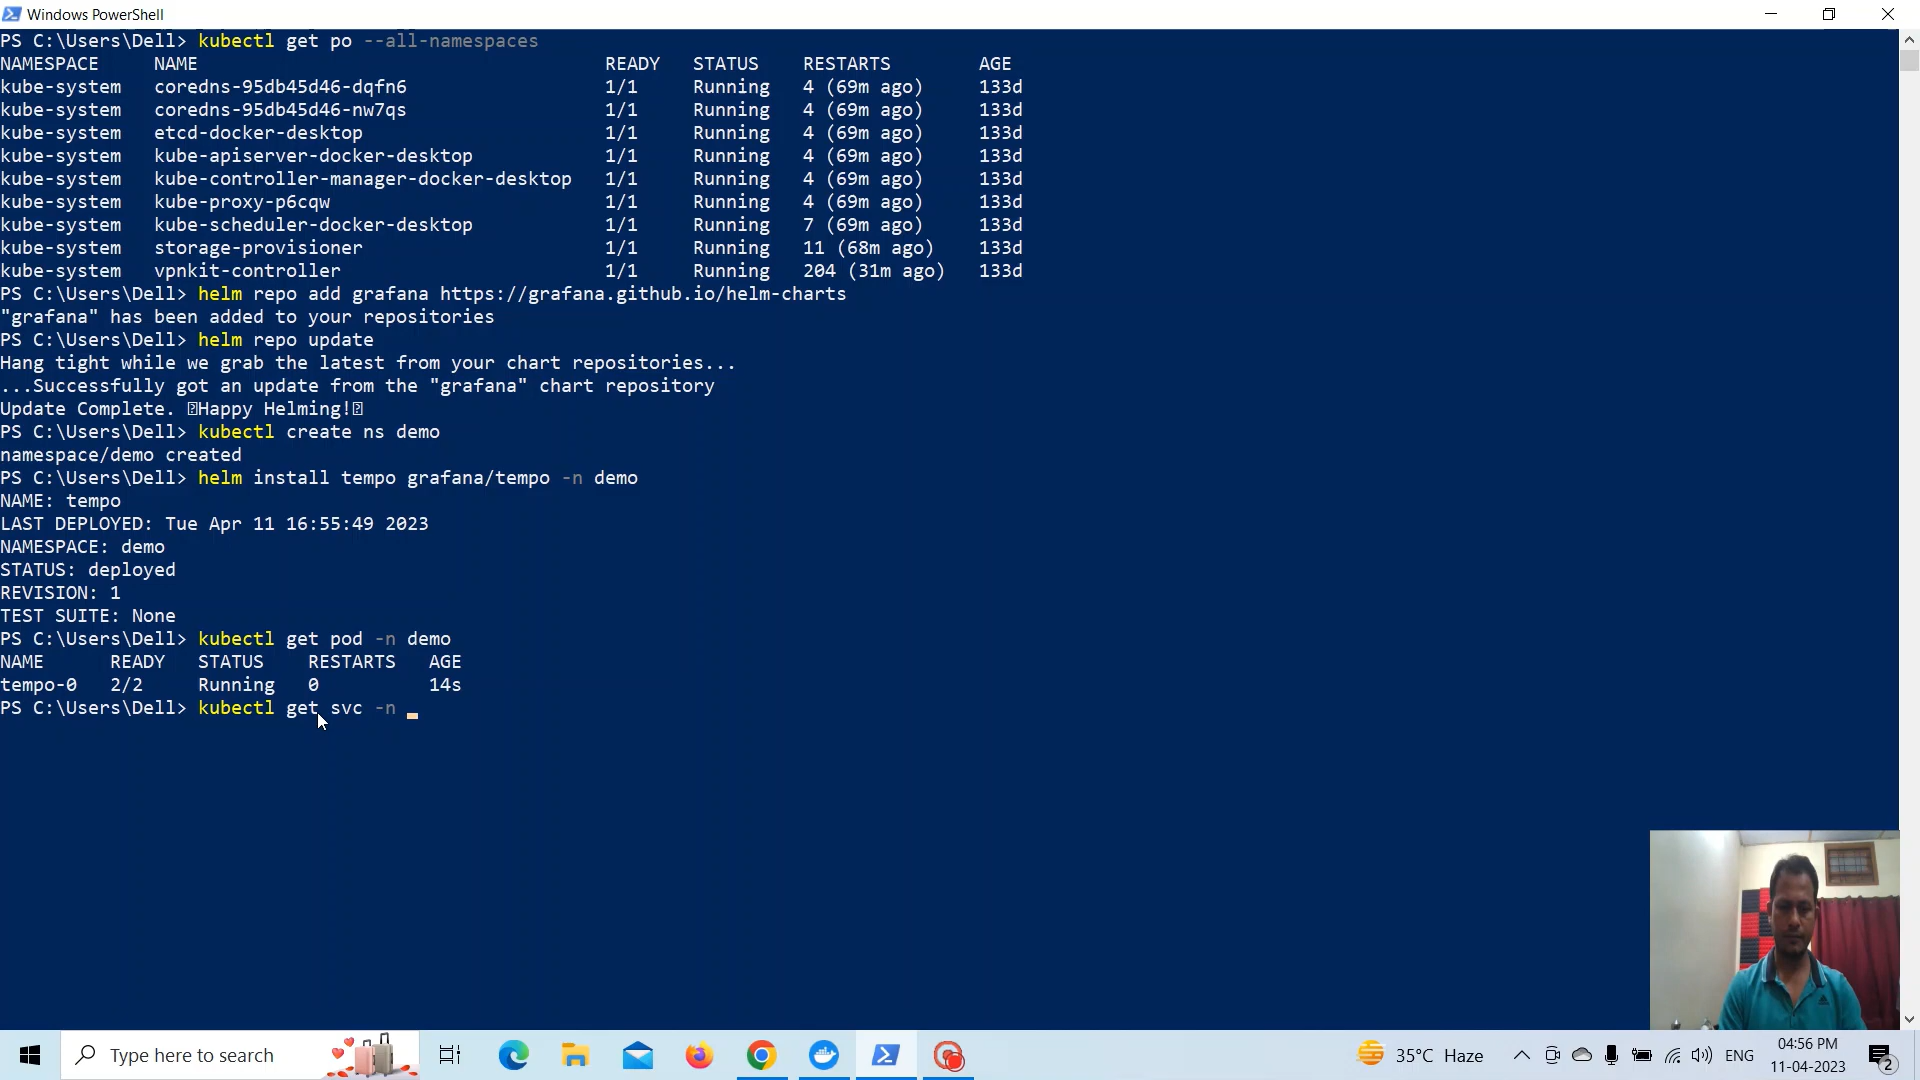 Windows PowerShell
PS C:\Users\Dell> kubectl get po --all-namespaces
NAMESPACE     NAME                                     READY   STATUS    RESTARTS        AGE
kube-system   coredns-95db45d46-dqfn6                  1/1     Running   4 (69m ago)     133d
kube-system   coredns-95db45d46-nw7qs                  1/1     Running   4 (69m ago)     133d
kube-system   etcd-docker-desktop                      1/1     Running   4 (69m ago)     133d
kube-system   kube-apiserver-docker-desktop            1/1     Running   4 (69m ago)     133d
kube-system   kube-controller-manager-docker-desktop   1/1     Running   4 (69m ago)     133d
kube-system   kube-proxy-p6cqw                         1/1     Running   4 (69m ago)     133d
kube-system   kube-scheduler-docker-desktop            1/1     Running   7 (69m ago)     133d
kube-system   storage-provisioner                      1/1     Running   11 (68m ago)    133d
kube-system   vpnkit-controller                        1/1     Running   204 (31m ago)   133d
PS C:\Users\Dell> helm repo add grafana https://grafana.github.io/helm-charts
"grafana" has been added to your repositories
PS C:\Users\Dell> helm repo update
Hang tight while we grab the latest from your chart repositories...
...Successfully got an update from the "grafana" chart repository
Update Complete. ⍰Happy Helming!⍰
PS C:\Users\Dell> kubectl create ns demo
namespace/demo created
PS C:\Users\Dell> helm install tempo grafana/tempo -n demo
NAME: tempo
LAST DEPLOYED: Tue Apr 11 16:55:49 2023
NAMESPACE: demo
STATUS: deployed
REVISION: 1
TEST SUITE: None
PS C:\Users\Dell> kubectl get pod -n demo
NAME      READY   STATUS    RESTARTS   AGE
tempo-0   2/2     Running   0          14s
PS C:\Users\Dell> kubectl get svc -n
Type here to search
35°C Haze
ENG
04:56 PM
11-04-2023
2